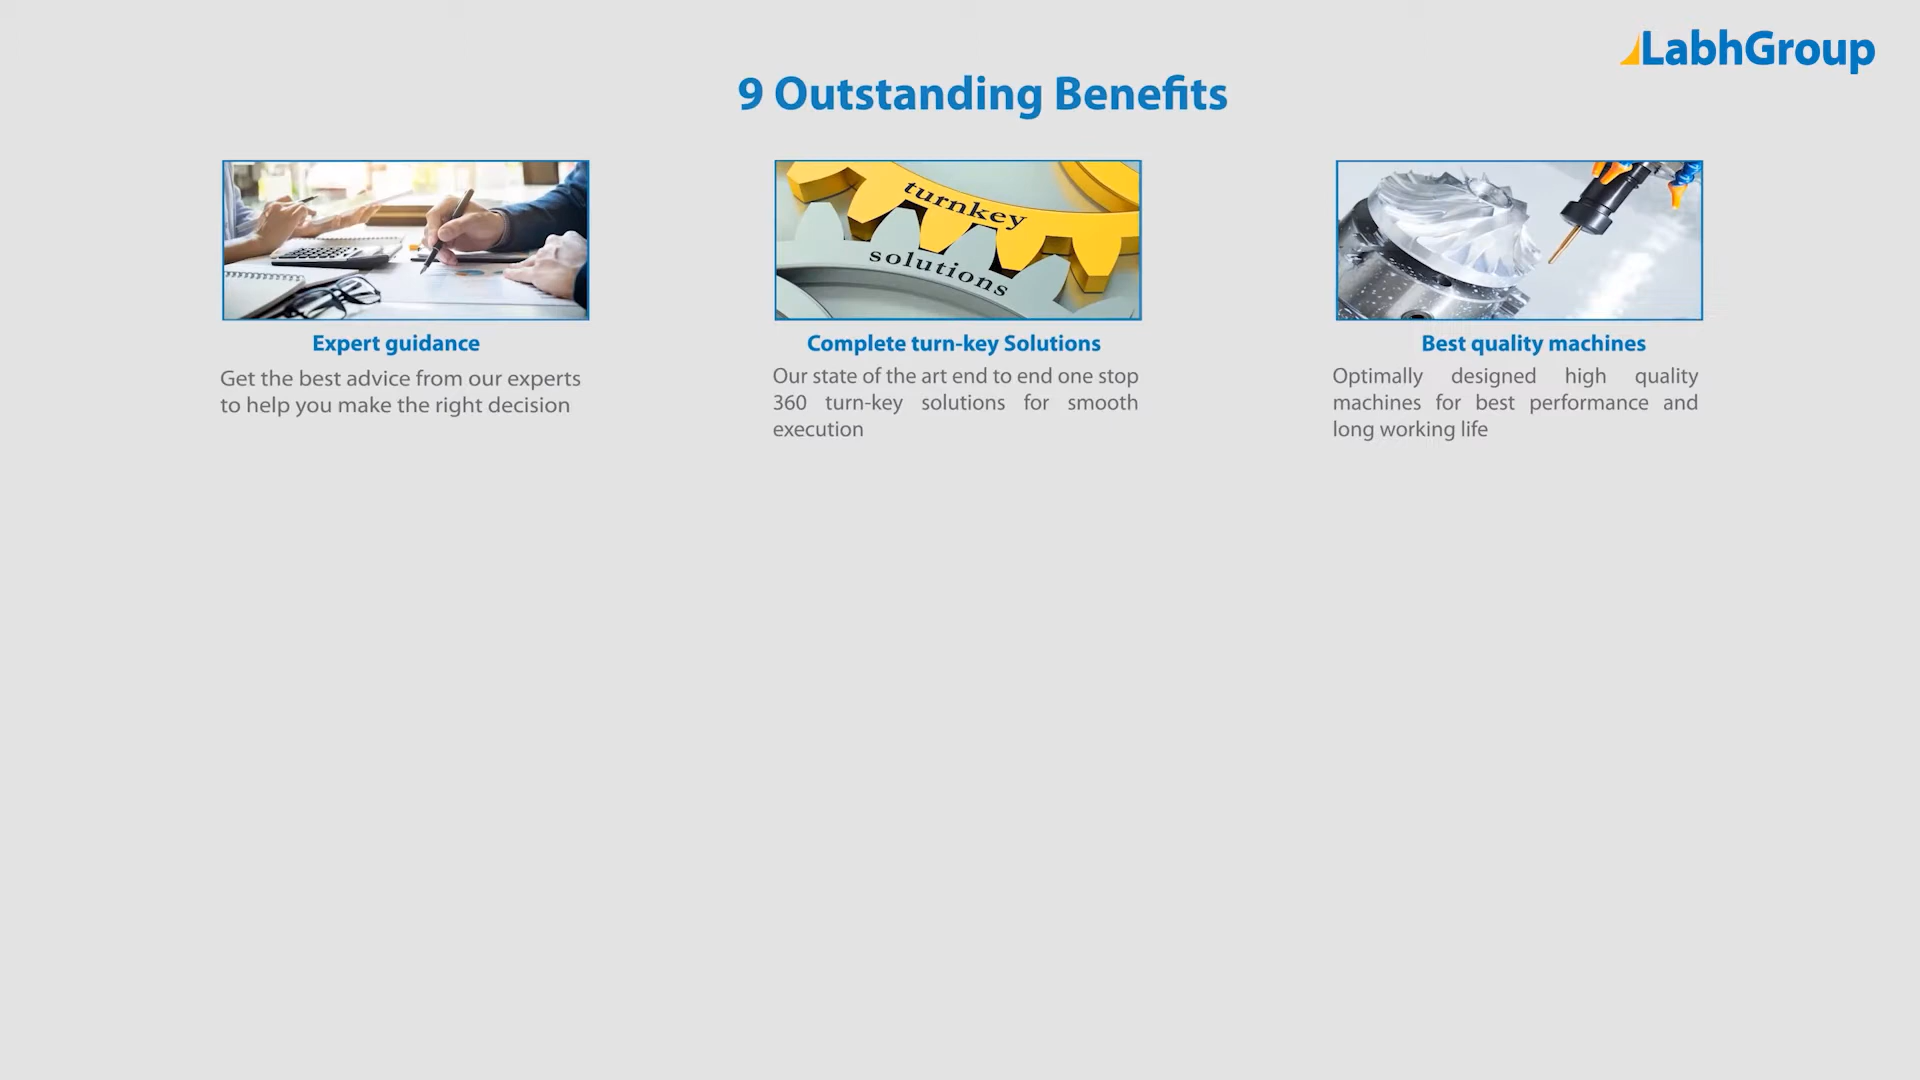 LabhGroup
9 Outstanding Benefits
turnkey
solutions
Expert guidance
Get the best advice from our experts
to help you make the right decision
Complete turn-key Solutions
Our state of the art end to end one stop
360 turn-key solutions for smooth
execution
Best quality machines
Optimally designed high quality
machines for best performance and
long working life